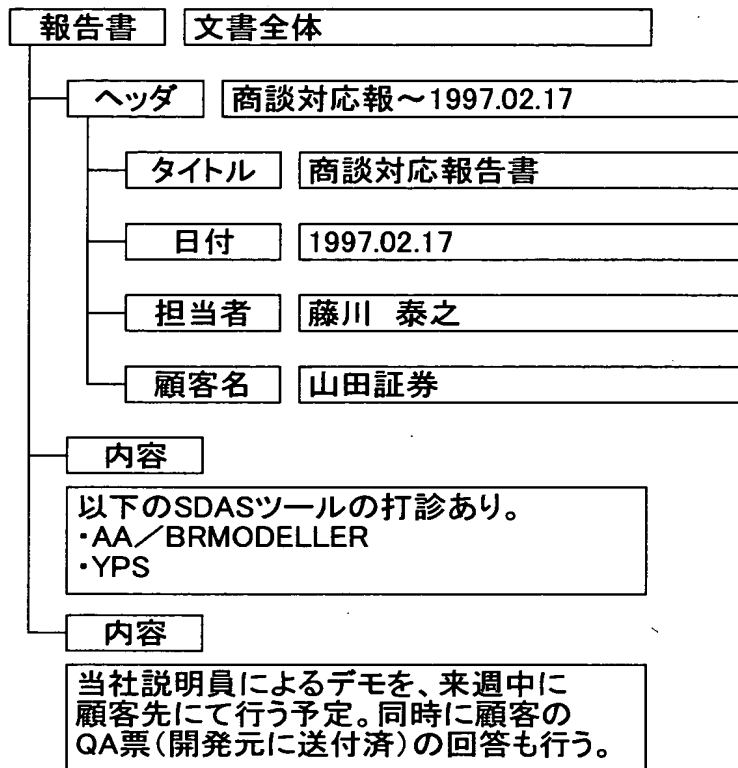 報告書 文書全体
ヘッダ 商談対応報～1997.02.17
タイトル 商談対応報告書
日付 1997.02.17
担当者 藤川 泰之
顧客名 山田証券
内容
以下のSDASツールの打診あり。
・AA／BRMODELLER
・YPS
内容
当社説明員によるデモを、来週中に
顧客先にて行う予定。同時に顧客の
QA票(開発元に送付済)の回答も行う。